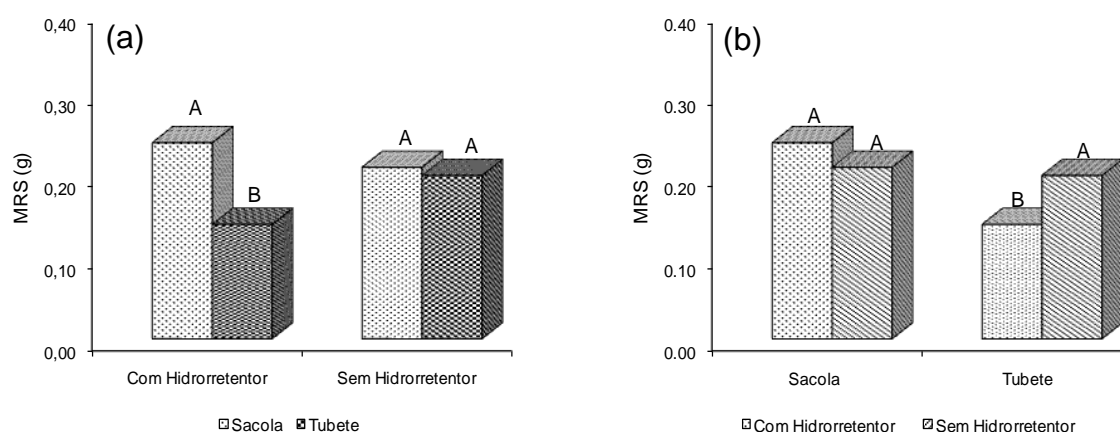 (a)
MRS (g)
0,40
0,30
0,20
0,10
0,00
A
B
A
A
Com Hidrorretentor
Sem Hidrorretentor
Sacola
Tubete
(b)
MRS (g)
0.40
0.30
0.20
0.10
0.00
A
A
B
A
Sacola
Tubete
Com Hidrorretentor
Sem Hidrorretentor